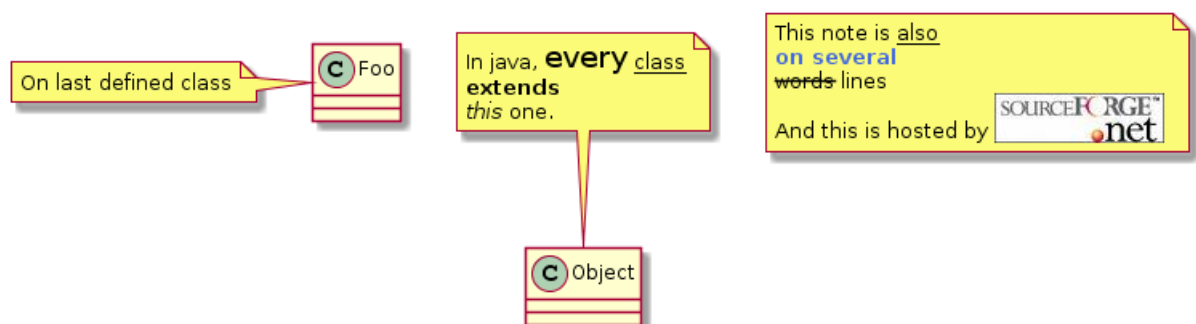 On last defined class
C Foo
In java, every class
extends
this one.
C Object
This note is also
on several
words lines
And this is hosted by SOURCEFORGE™
.net